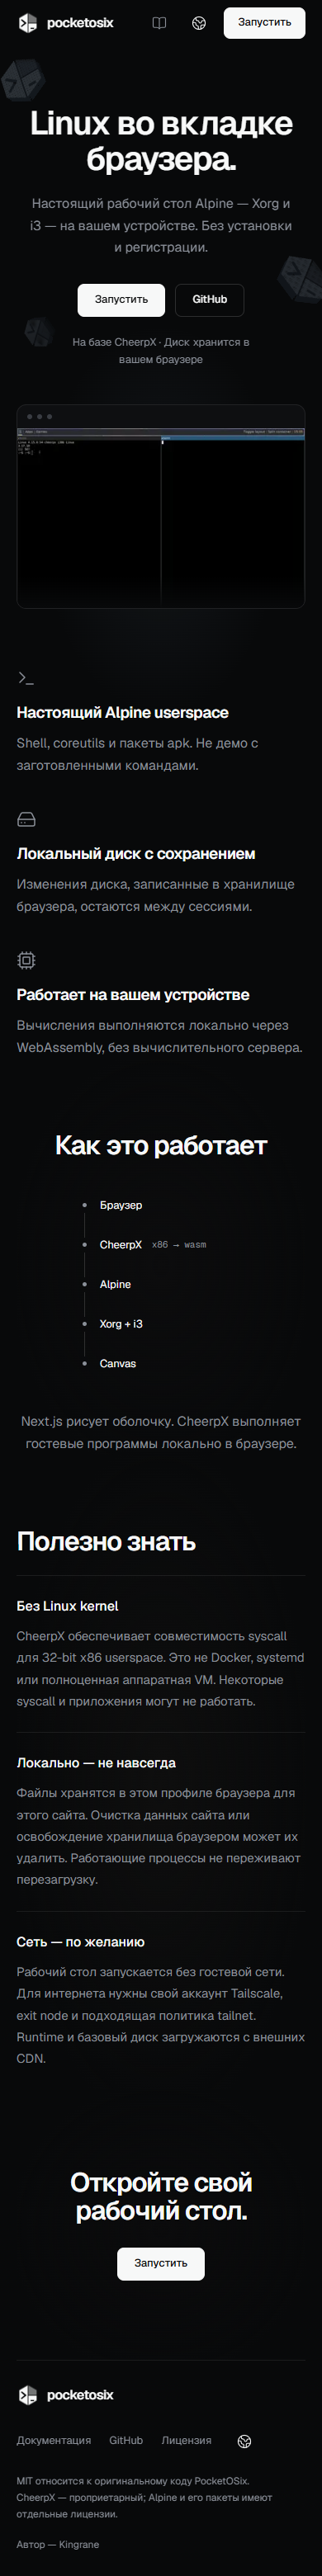 pocketosix
Запустить
Linux во вкладке
браузера.
Настоящий рабочий стол Alpine — Xorg и
i3 — на вашем устройстве. Без установки
и регистрации.
Запустить
GitHub
На базе CheerpX · Диск хранится в
вашем браузере
Настоящий Alpine userspace
Shell, coreutils и пакеты apk. Не демо с
заготовленными командами.
Локальный диск с сохранением
Изменения диска, записанные в хранилище
браузера, остаются между сессиями.
Работает на вашем устройстве
Вычисления выполняются локально через
WebAssembly, без вычислительного сервера.
Как это работает
Браузер
CheerpX x86 → wasm
Alpine
Xorg + i3
Canvas
Next.js рисует оболочку. CheerpX выполняет
гостевые программы локально в браузере.
Полезно знать
Без Linux kernel
CheerpX обеспечивает совместимость syscall
для 32-bit x86 userspace. Это не Docker, systemd
или полноценная аппаратная VM. Некоторые
syscall и приложения могут не работать.
Локально — не навсегда
Файлы хранятся в этом профиле браузера для
этого сайта. Очистка данных сайта или
освобождение хранилища браузером может их
удалить. Работающие процессы не переживают
перезагрузку.
Сеть — по желанию
Рабочий стол запускается без гостевой сети.
Для интернета нужны свой аккаунт Tailscale,
exit node и подходящая политика tailnet.
Runtime и базовый диск загружаются с внешних
CDN.
Откройте свой
рабочий стол.
Запустить
pocketosix
Документация
GitHub
Лицензия
MIT относится к оригинальному коду PocketOSix.
CheerpX — проприетарный; Alpine и его пакеты имеют
отдельные лицензии.
Автор — Kingrane